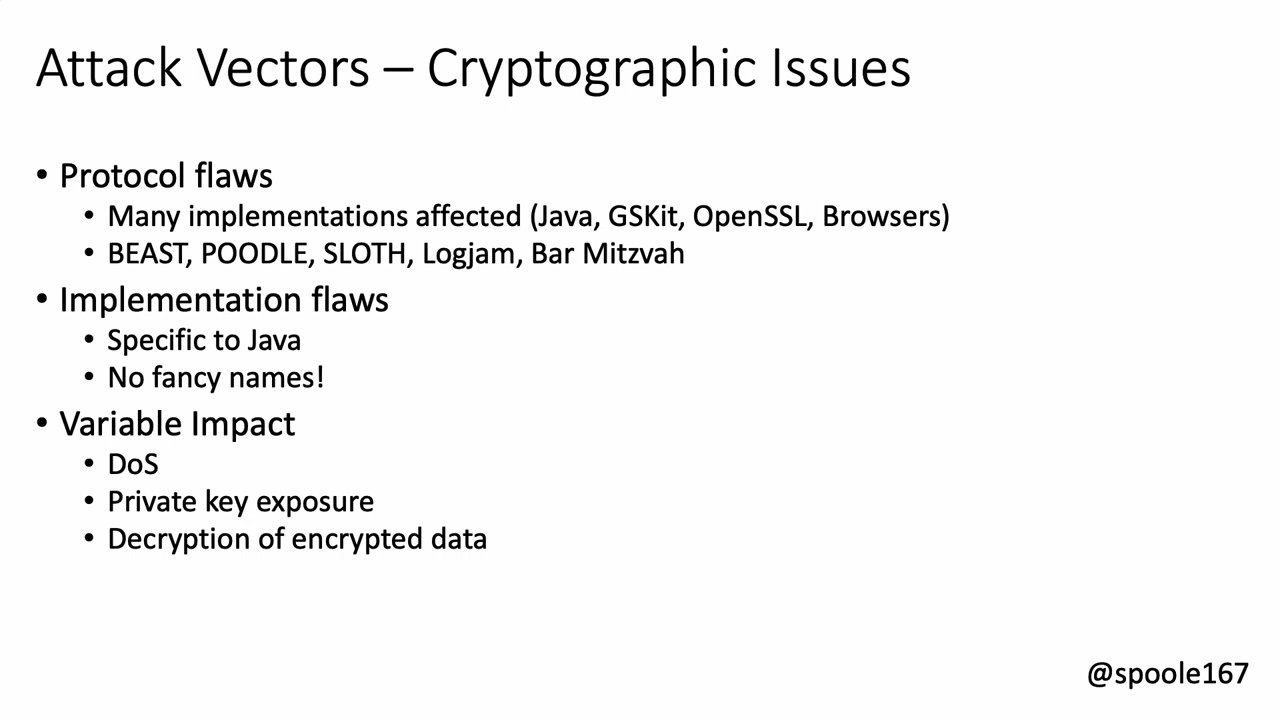 Attack Vectors – Cryptographic Issues
• Protocol flaws
• Many implementations affected (Java, GSKit, OpenSSL, Browsers)
• BEAST, POODLE, SLOTH, Logjam, Bar Mitzvah
• Implementation flaws
• Specific to Java
• No fancy names!
• Variable Impact
• DoS
• Private key exposure
• Decryption of encrypted data
@spoole167